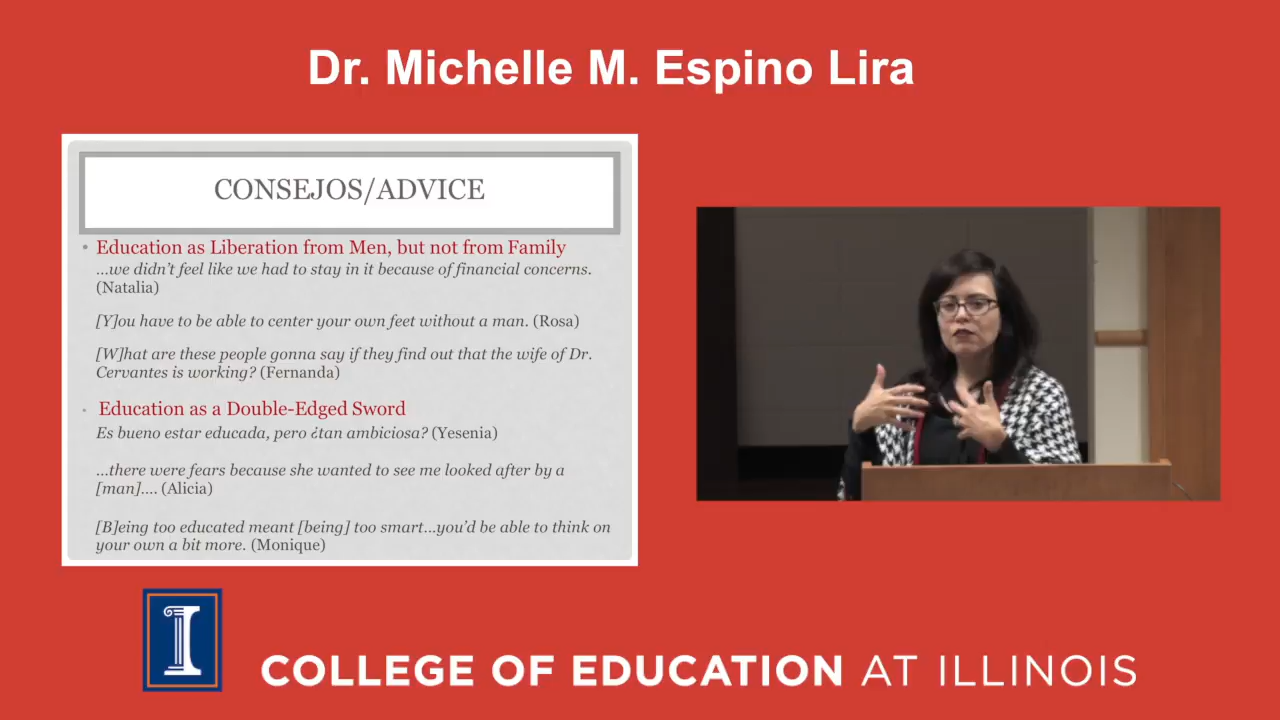 Dr. Michelle M. Espino Lira
CONSEJOS/ADVICE
• Education as Liberation from Men, but not from Family
…we didn't feel like we had to stay in it because of financial concerns.
(Natalia)
[Y]ou have to be able to center your own feet without a man. (Rosa)
[W]hat are these people gonna say if they find out that the wife of Dr.
Cervantes is working? (Fernanda)
• Education as a Double-Edged Sword
Es bueno estar educada, pero ¿tan ambiciosa? (Yesenia)
…there were fears because she wanted to see me looked after by a
[man]…. (Alicia)
[B]eing too educated meant [being] too smart…you'd be able to think on
your own a bit more. (Monique)
I
COLLEGE OF EDUCATION AT ILLINOIS